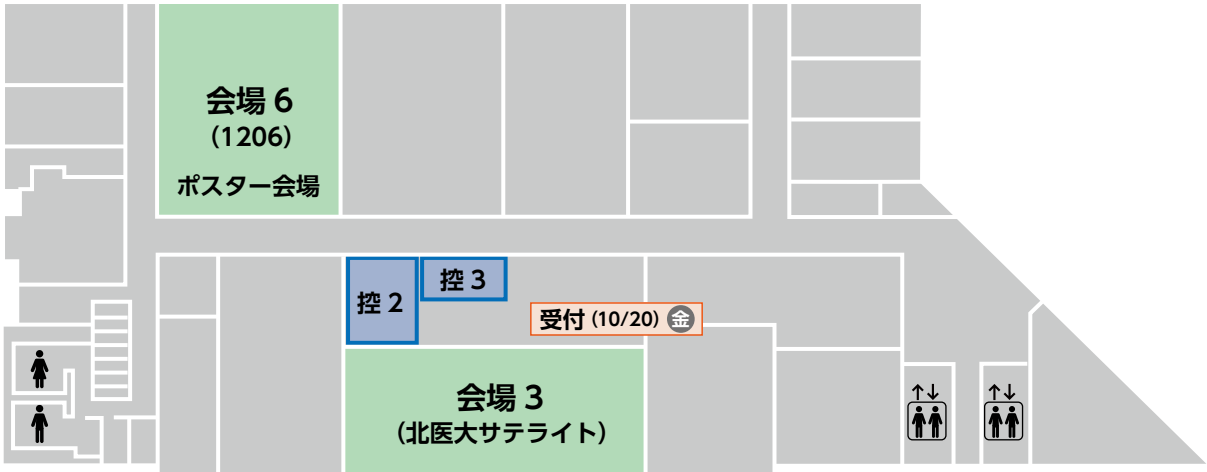 会場 6
(1206)
ポスター会場
控 2
控 3
受付 (10/20) 金
会場 3
(北医大サテライト)
↑↓
↑↓